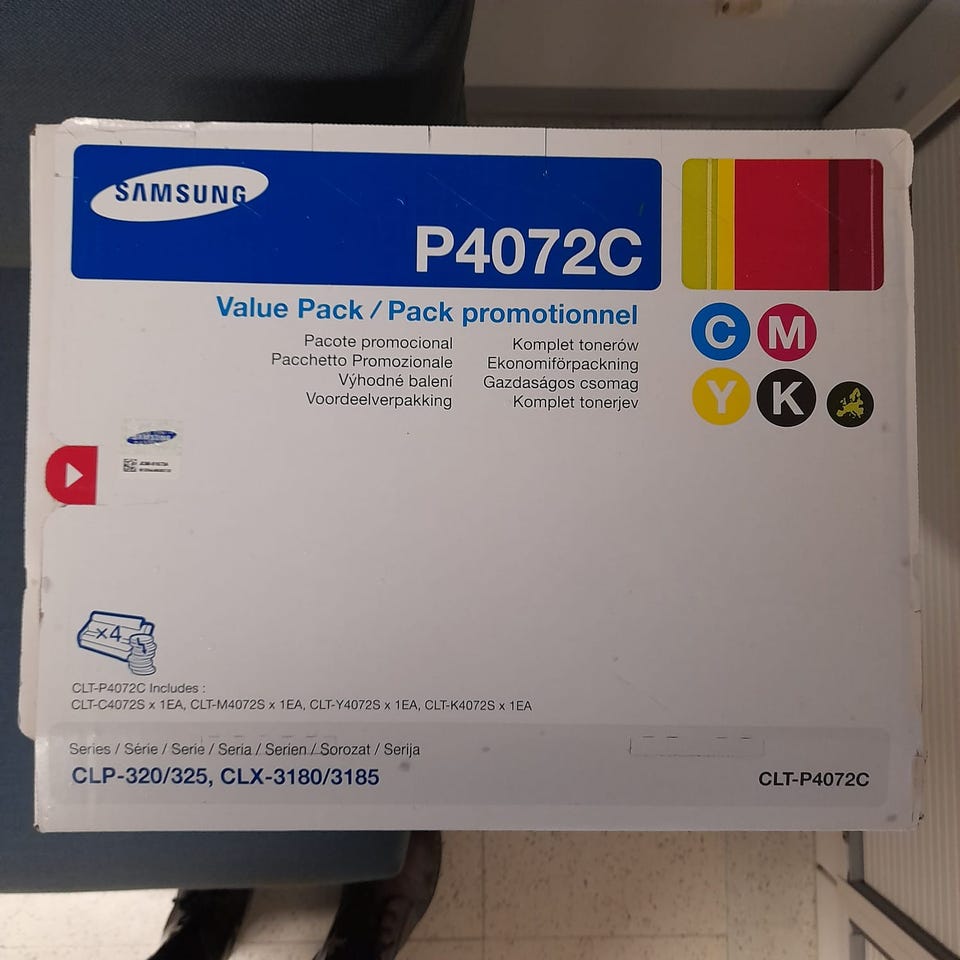 SAMSUNG
P4072C
Value Pack / Pack promotionnel
Pacote promocional
Pacchetto Promozionale
Výhodné balení
Voordeelverpakking
Komplet tonerów
Ekonomiförpackning
Gazdaságos csomag
Komplet tonerjev
C M
Y K
SAMSUNG
x4
CLT-P4072C Includes :
CLT-C4072S x 1EA, CLT-M4072S x 1EA, CLT-Y4072S x 1EA, CLT-K4072S x 1EA
Series / Série / Serie / Seria / Serien / Sorozat / Serija
CLP-320/325, CLX-3180/3185
CLT-P4072C